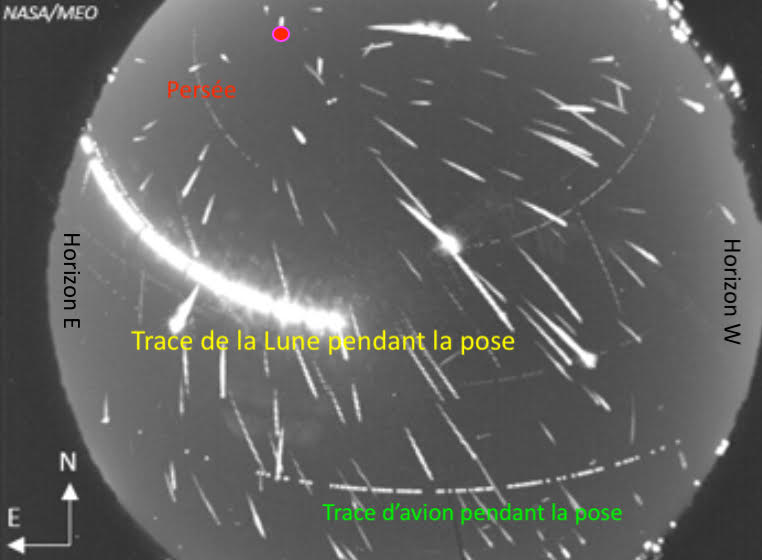 NASA/MEO
Persée
Horizon E
Horizon W
Trace de la Lune pendant la pose
N
E
Trace d’avion pendant la pose